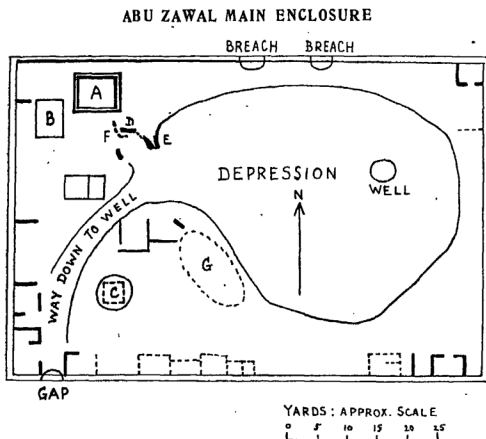 ABU ZAWAL MAIN ENCLOSURE
BREACH BREACH
A
B
D
F E
DEPRESSION
WELL
N
WAY DOWN TO WELL
G
C
GAP
YARDS: APPROX. SCALE
0 5 10 15 20 25